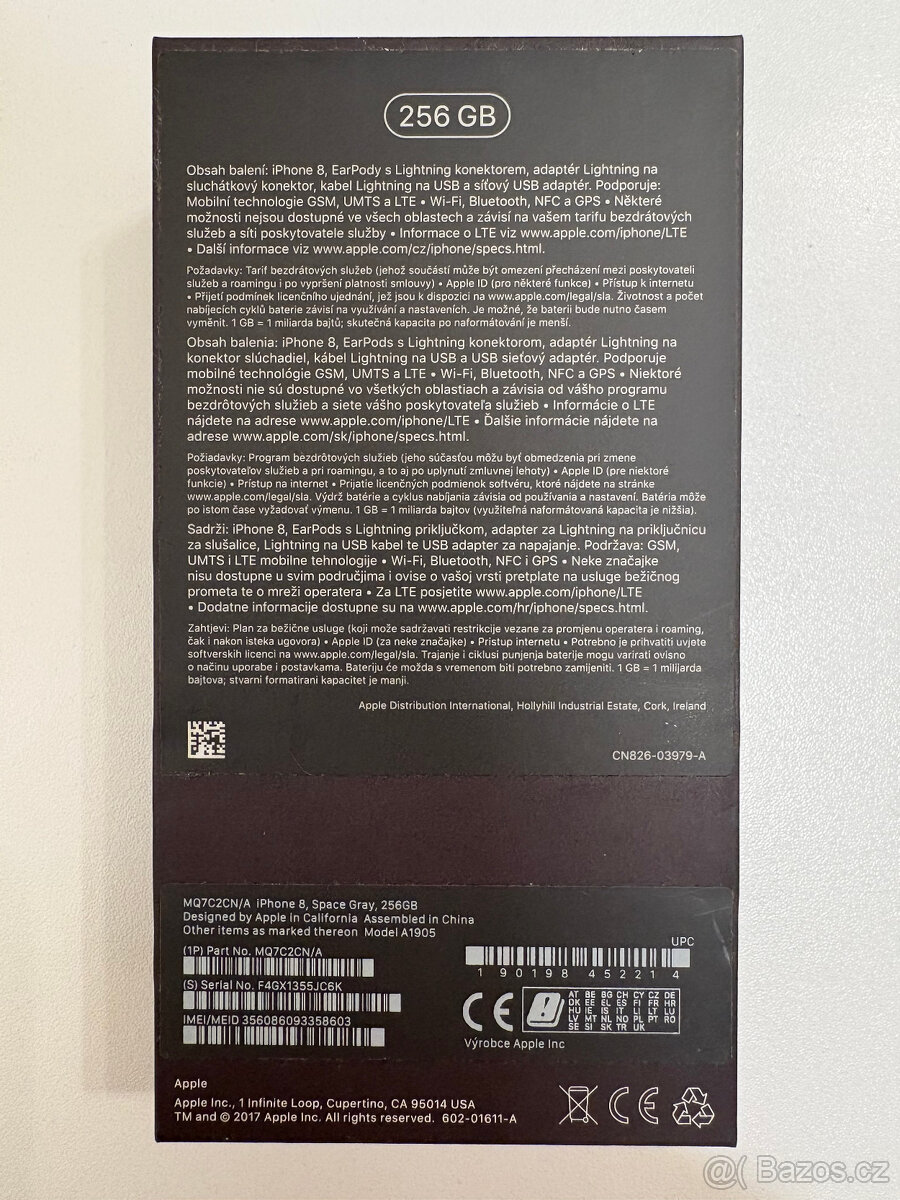 256 GB
Obsah balení: iPhone 8, EarPody s Lightning konektorem, adaptér Lightning na
sluchátkový konektor, kabel Lightning na USB a síťový USB adaptér. Podporuje:
Mobilní technologie GSM, UMTS a LTE • Wi-Fi, Bluetooth, NFC a GPS • Některé
možnosti nejsou dostupné ve všech oblastech a závisí na vašem tarifu bezdrátových
služeb a síti poskytovatele služby • Informace o LTE viz www.apple.com/iphone/LTE
• Další informace viz www.apple.com/cz/iphone/specs.html.
Požadavky: Tarif bezdrátových služeb (jehož součástí může být omezení přecházení mezi poskytovateli
služeb a roamingu i po vypršení platnosti smlouvy) • Apple ID (pro některé funkce) • Přístup k internetu
• Přijetí podmínek licenčního ujednání, jež jsou k dispozici na www.apple.com/legal/sla. Životnost a počet
nabíjecích cyklů baterie závisí na využívání a nastaveních. Je možné, že baterii bude nutno časem
vyměnit. 1 GB = 1 miliarda bajtů; skutečná kapacita po naformátování je menší.
Obsah balenia: iPhone 8, EarPods s Lightning konektorom, adaptér Lightning na
konektor slúchadiel, kábel Lightning na USB a USB sieťový adaptér. Podporuje
mobilné technológie GSM, UMTS a LTE • Wi-Fi, Bluetooth, NFC a GPS • Niektoré
možnosti nie sú dostupné vo všetkých oblastiach a závisia od vášho programu
bezdrôtových služieb a siete vášho poskytovateľa služieb • Informácie o LTE
nájdete na adrese www.apple.com/iphone/LTE • Ďalšie informácie nájdete na
adrese www.apple.com/sk/iphone/specs.html.
Požiadavky: Program bezdrôtových služieb (jeho súčasťou môžu byť obmedzenia pri zmene
poskytovateľov služieb a pri roamingu, a to aj po uplynutí zmluvnej lehoty) • Apple ID (pre niektoré
funkcie) • Prístup na internet • Prijatie licenčných podmienok softvéru, ktoré nájdete na stránke
www.apple.com/legal/sla. Výdrž batérie a cyklus nabíjania závisia od používania a nastavení. Batéria môže
po istom čase vyžadovať výmenu. 1 GB = 1 miliarda bajtov (využiteľná naformátovaná kapacita je nižšia).
Sadrži: iPhone 8, EarPods s Lightning priključkom, adapter za Lightning na priključnicu
za slušalice, Lightning na USB kabel te USB adapter za napajanje. Podržava: GSM,
UMTS i LTE mobilne tehnologije • Wi-Fi, Bluetooth, NFC i GPS • Neke značajke
nisu dostupne u svim područjima i ovise o vašoj vrsti pretplate na usluge bežičnog
prometa te o mreži operatera • Za LTE posjetite www.apple.com/iphone/LTE
• Dodatne informacije dostupne su na www.apple.com/hr/iphone/specs.html.
Zahtjevi: Plan za bežične usluge (koji može sadržavati restrikcije vezane za promjenu operatera i roaming,
čak i nakon isteka ugovora) • Apple ID (za neke značajke) • Pristup internetu • Potrebno je prihvatiti uvjete
softverskih licenci na www.apple.com/legal/sla. Trajanje i ciklusi punjenja baterije mogu varirati ovisno
o načinu uporabe i postavkama. Bateriju će možda s vremenom biti potrebno zamijeniti. 1 GB = 1 milijarda
bajtova; stvarni formatirani kapacitet je manji.
Apple Distribution International, Hollyhill Industrial Estate, Cork, Ireland
CN826-03979-A
MQ7C2CN/A iPhone 8, Space Gray, 256GB
Designed by Apple in California Assembled in China
Other items as marked thereon Model A1905
(1P) Part No. MQ7C2CN/A
UPC
1 90198 45221 4
(S) Serial No. F4GX1355JC6K
IMEI/MEID 356086093358603
CE
AT BE BG CH CY CZ DE
DK EE EL ES FI FR HR
HU IE IS IT LI LT LU
LV MT NL NO PL PT RO
SE SI SK TR UK
Výrobce Apple Inc
Apple
Apple Inc., 1 Infinite Loop, Cupertino, CA 95014 USA
TM and © 2017 Apple Inc. All rights reserved. 602-01611-A
CE
@( Bazos.cz